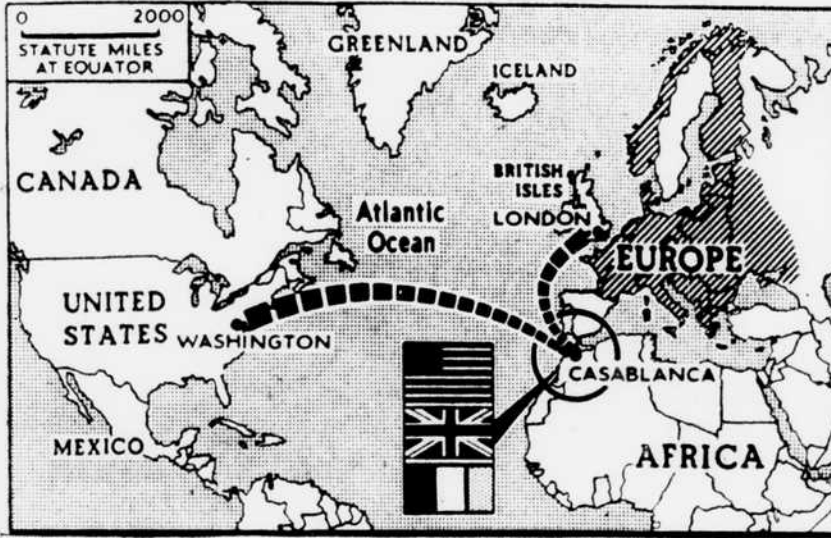 0 2000
STATUTE MILES
AT EQUATOR
GREENLAND
ICELAND
CANADA
BRITISH
ISLES
LONDON
Atlantic
Ocean
EUROPE
UNITED
STATES
WASHINGTON
CASABLANCA
MEXICO
AFRICA